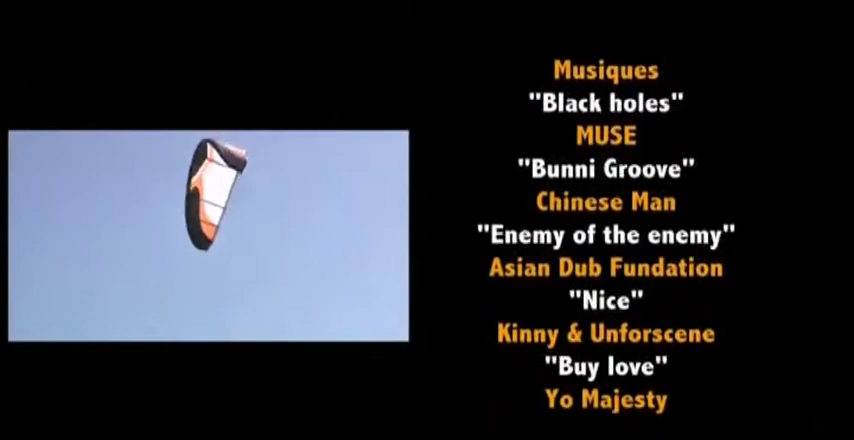 Musiques
"Black holes"
MUSE
"Bunni Groove"
Chinese Man
"Enemy of the enemy"
Asian Dub Fundation
"Nice"
Kinny & Unforscene
"Buy love"
Yo Majesty